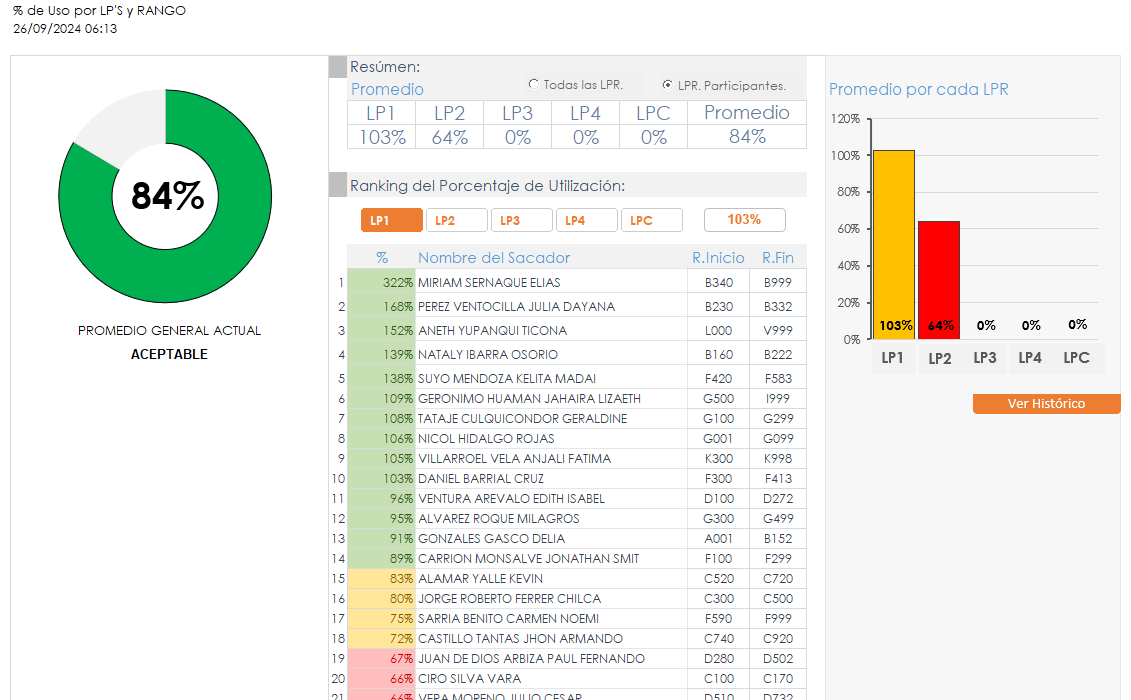 % de Uso por LP'S y RANGO
26/09/2024 06:13
84%
PROMEDIO GENERAL ACTUAL
ACEPTABLE
Resúmen:
Promedio
Todas las LPR.
LPR. Participantes.
LP1 LP2 LP3 LP4 LPC Promedio
103% 64% 0% 0% 0% 84%
Ranking del Porcentaje de Utilización:
LP1 LP2 LP3 LP4 LPC 103%
% Nombre del Sacador R.Inicio R.Fin
1 322% MIRIAM SERNAQUE ELIAS B340 B999
2 168% PEREZ VENTOCILLA JULIA DAYANA B230 B332
3 152% ANETH YUPANQUI TICONA L000 V999
4 139% NATALY IBARRA OSORIO B160 B222
5 138% SUYO MENDOZA KELITA MADAI F420 F583
6 109% GERONIMO HUAMAN JAHAIRA LIZAETH G500 I999
7 108% TATAJE CULQUICONDOR GERALDINE G100 G299
8 106% NICOL HIDALGO ROJAS G001 G099
9 105% VILLARROEL VELA ANJALI FATIMA K300 K998
10 103% DANIEL BARRIAL CRUZ F300 F413
11 96% VENTURA AREVALO EDITH ISABEL D100 D272
12 95% ALVAREZ ROQUE MILAGROS G300 G499
13 91% GONZALES GASCO DELIA A001 B152
14 89% CARRION MONSALVE JONATHAN SMIT F100 F299
15 83% ALAMAR YALLE KEVIN C520 C720
16 80% JORGE ROBERTO FERRER CHILCA C300 C500
17 75% SARRIA BENITO CARMEN NOEMI F590 F999
18 72% CASTILLO TANTAS JHON ARMANDO C740 C920
19 67% JUAN DE DIOS ARBIZA PAUL FERNANDO D280 D502
20 66% CIRO SILVA VARA C100 C170
21 66% VERA MORENO JULIO CESAR D510 D732
Promedio por cada LPR
120%
100%
80%
60%
40%
20%
0%
103% 64% 0% 0% 0%
LP1 LP2 LP3 LP4 LPC
Ver Histórico